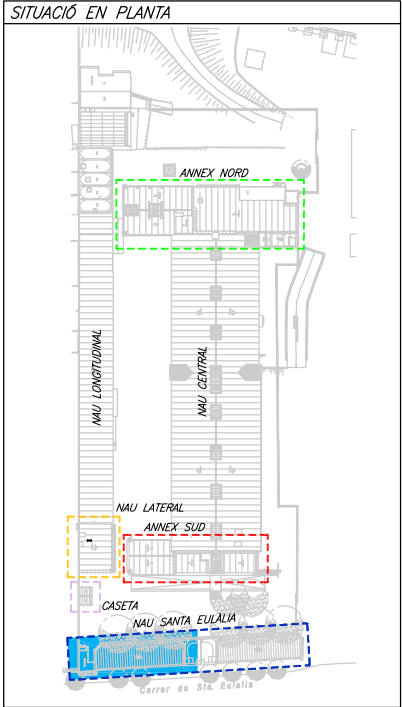 SITUACIÓ EN PLANTA
ANNEX NORD
NAU LONGITUDINAL
NAU CENTRAL
NAU LATERAL
ANNEX SUD
CASETA
NAU SANTA EULÀLIA
Carrer de Sta. Eulalia